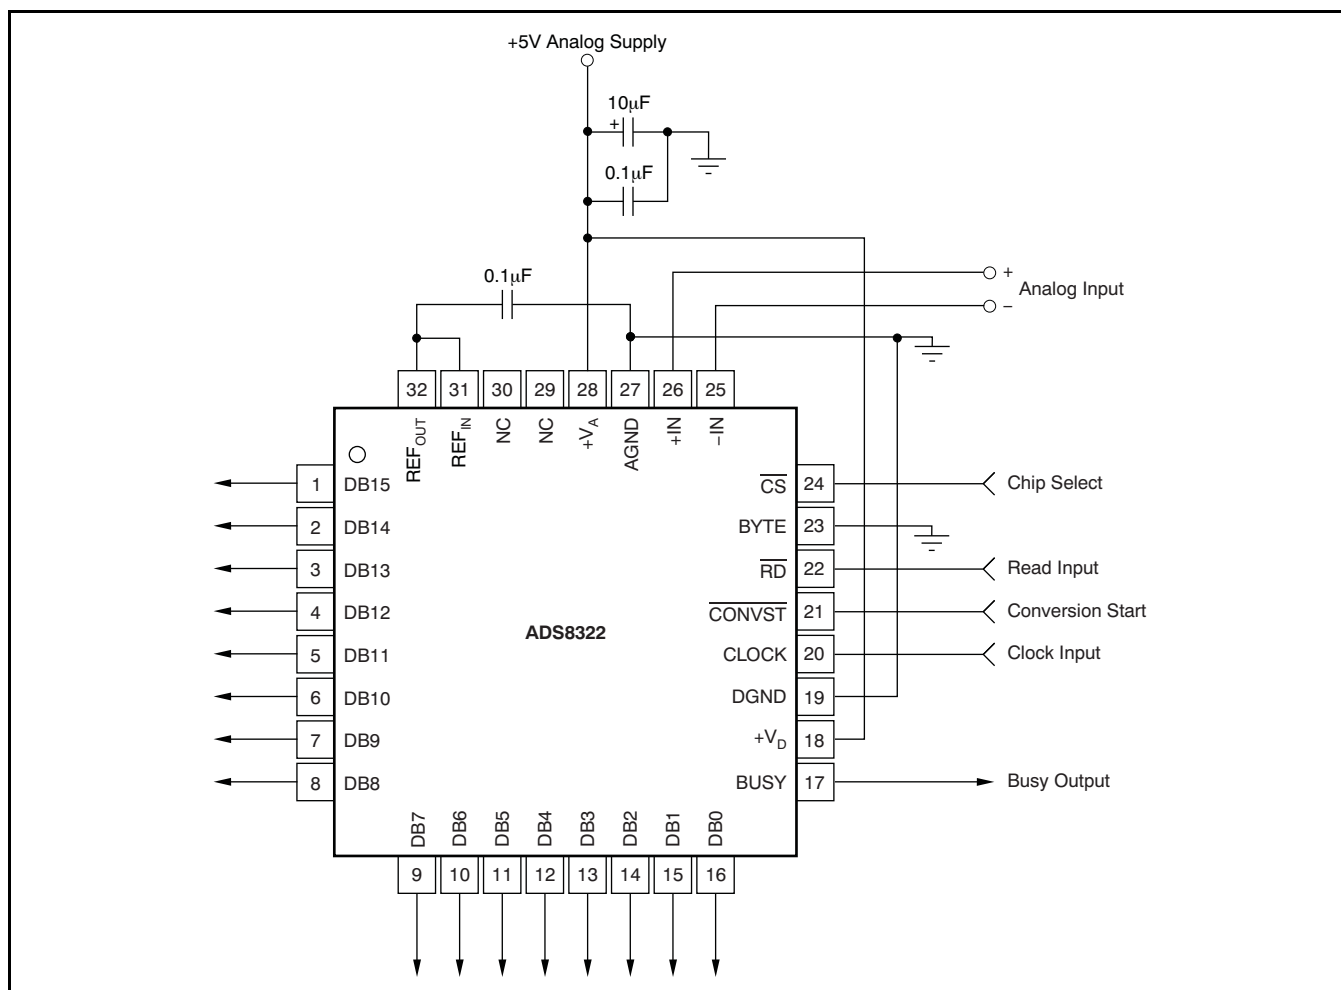 +5V Analog Supply
10µF
+
0.1µF
0.1µF
+
Analog Input
–
32 31 30 29 28 27 26 25
REFOUT REFIN NC NC +VA AGND +IN –IN
1 DB15 CS 24 Chip Select
2 DB14 BYTE 23
3 DB13 RD 22 Read Input
4 DB12 CONVST 21 Conversion Start
ADS8322
5 DB11 CLOCK 20 Clock Input
6 DB10 DGND 19
7 DB9 +VD 18
8 DB8 BUSY 17 Busy Output
DB7 DB6 DB5 DB4 DB3 DB2 DB1 DB0
9 10 11 12 13 14 15 16